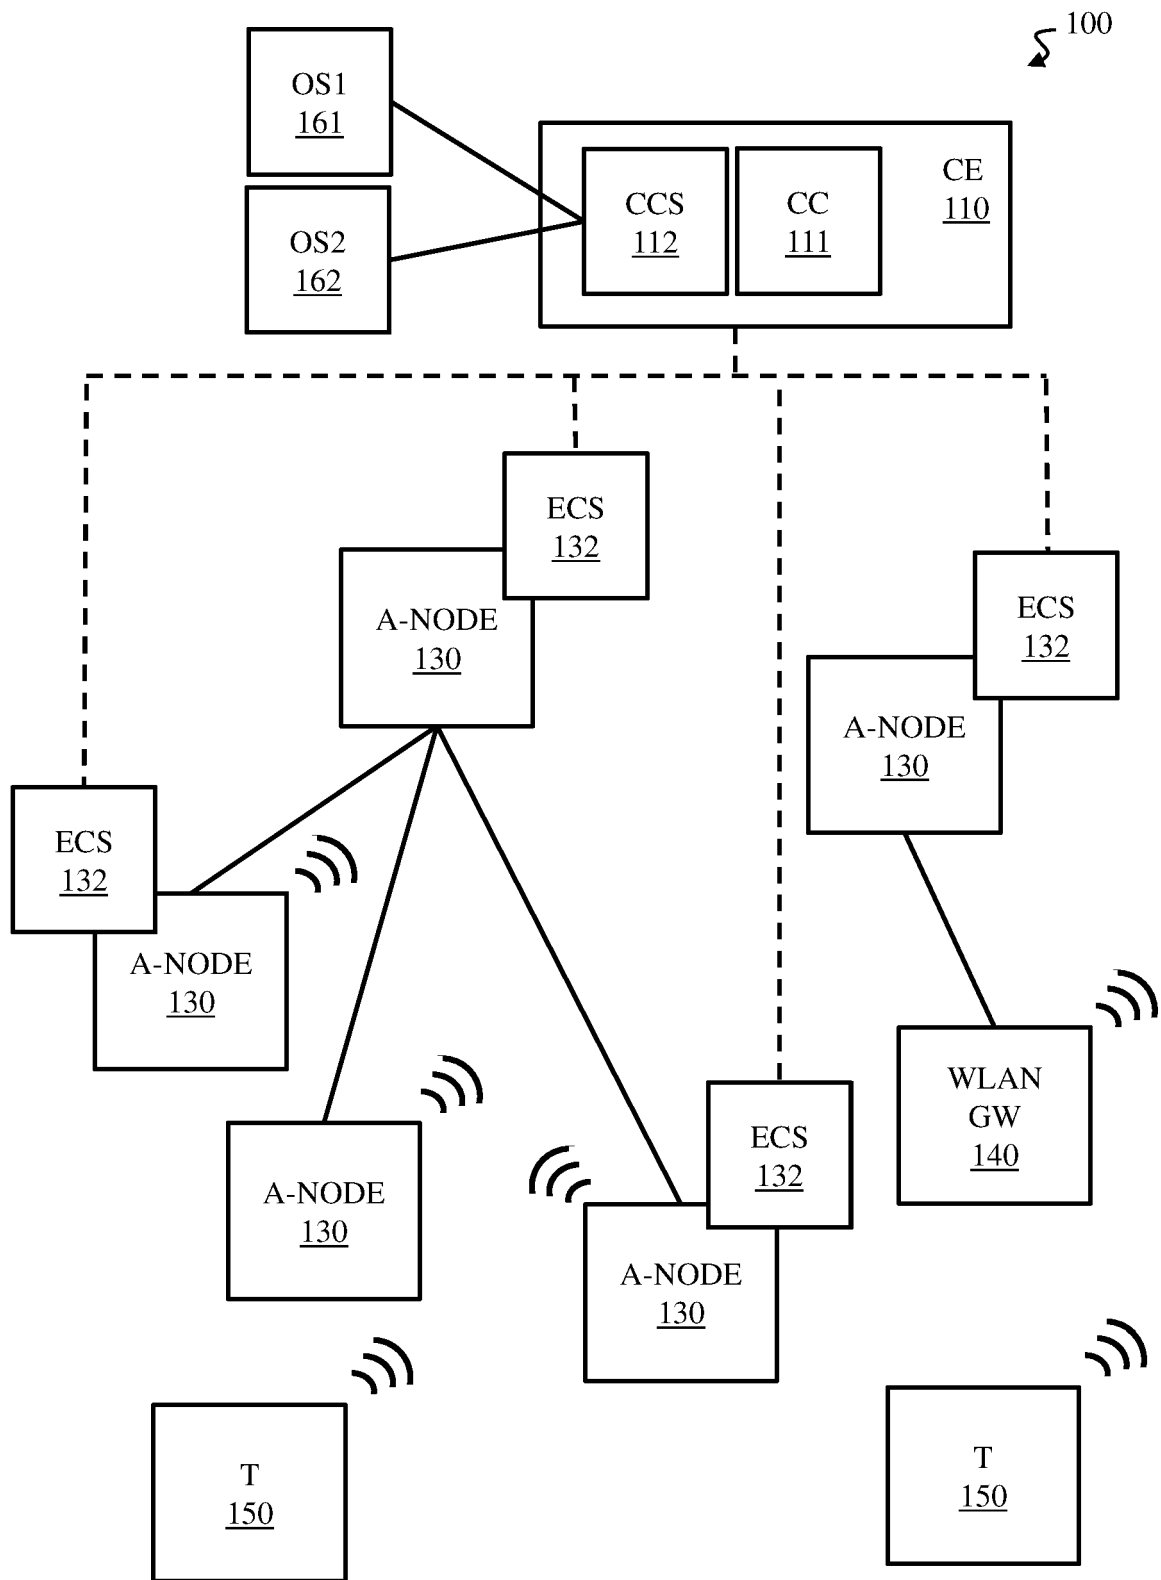 100
OS1
161
CE
110
CCS
112
CC
111
OS2
162
ECS
132
A-NODE
130
ECS
132
A-NODE
130
ECS
132
A-NODE
130
WLAN
GW
140
ECS
132
A-NODE
130
A-NODE
130
T
150
T
150